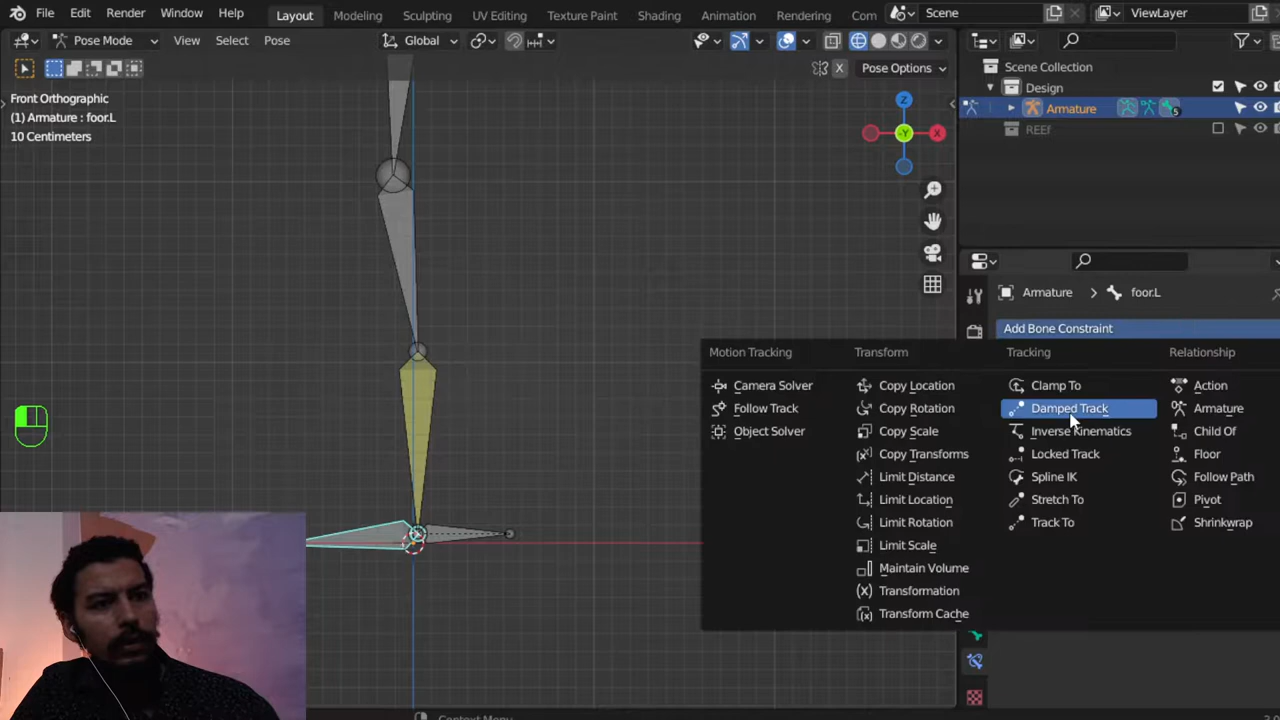 File Edit Render Window Help Layout Modeling Sculpting UV Editing Texture Paint Shading Animation Rendering Com Scene ViewLayer
Pose Mode View Select Pose Global
X Pose Options
Scene Collection
Design
Armature 5
REEf
Front Orthographic
(1) Armature : foor.L
10 Centimeters
Z
-Y
X
Armature foor.L
Add Bone Constraint
Motion Tracking
Camera Solver
Follow Track
Object Solver
Transform
Copy Location
Copy Rotation
Copy Scale
Copy Transforms
Limit Distance
Limit Location
Limit Rotation
Limit Scale
Maintain Volume
Transformation
Transform Cache
Tracking
Clamp To
Damped Track
Inverse Kinematics
Locked Track
Spline IK
Stretch To
Track To
Relationship
Action
Armature
Child Of
Floor
Follow Path
Pivot
Shrinkwrap
Context Menu